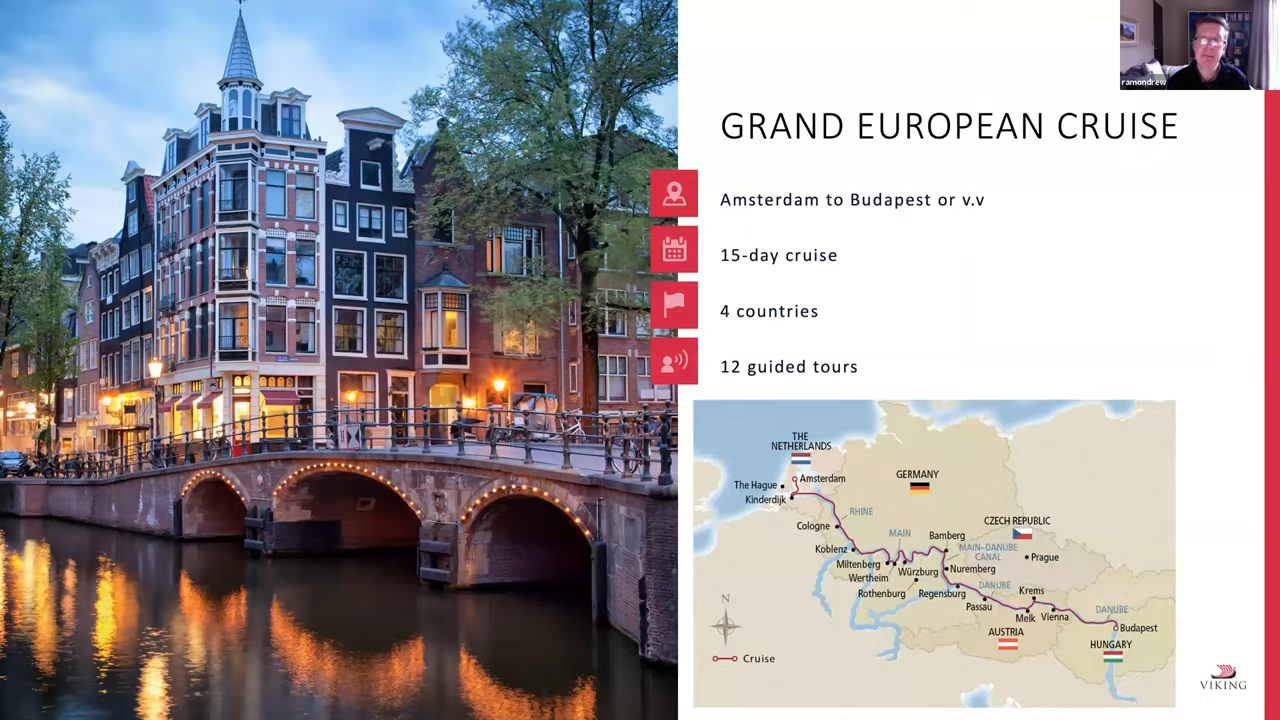 ramondrew
GRAND EUROPEAN CRUISE
Amsterdam to Budapest or v.v
15-day cruise
4 countries
12 guided tours
THE
NETHERLANDS
Amsterdam
The Hague
Kinderdijk
GERMANY
RHINE
Cologne
CZECH REPUBLIC
MAIN
Bamberg
Koblenz
MAIN-DANUBE
CANAL
Prague
Miltenberg
Wertheim
Würzburg
Nuremberg
Rothenburg
Regensburg
DANUBE
Passau
Krems
Melk
Vienna
DANUBE
Budapest
AUSTRIA
HUNGARY
N
Cruise
VIKING